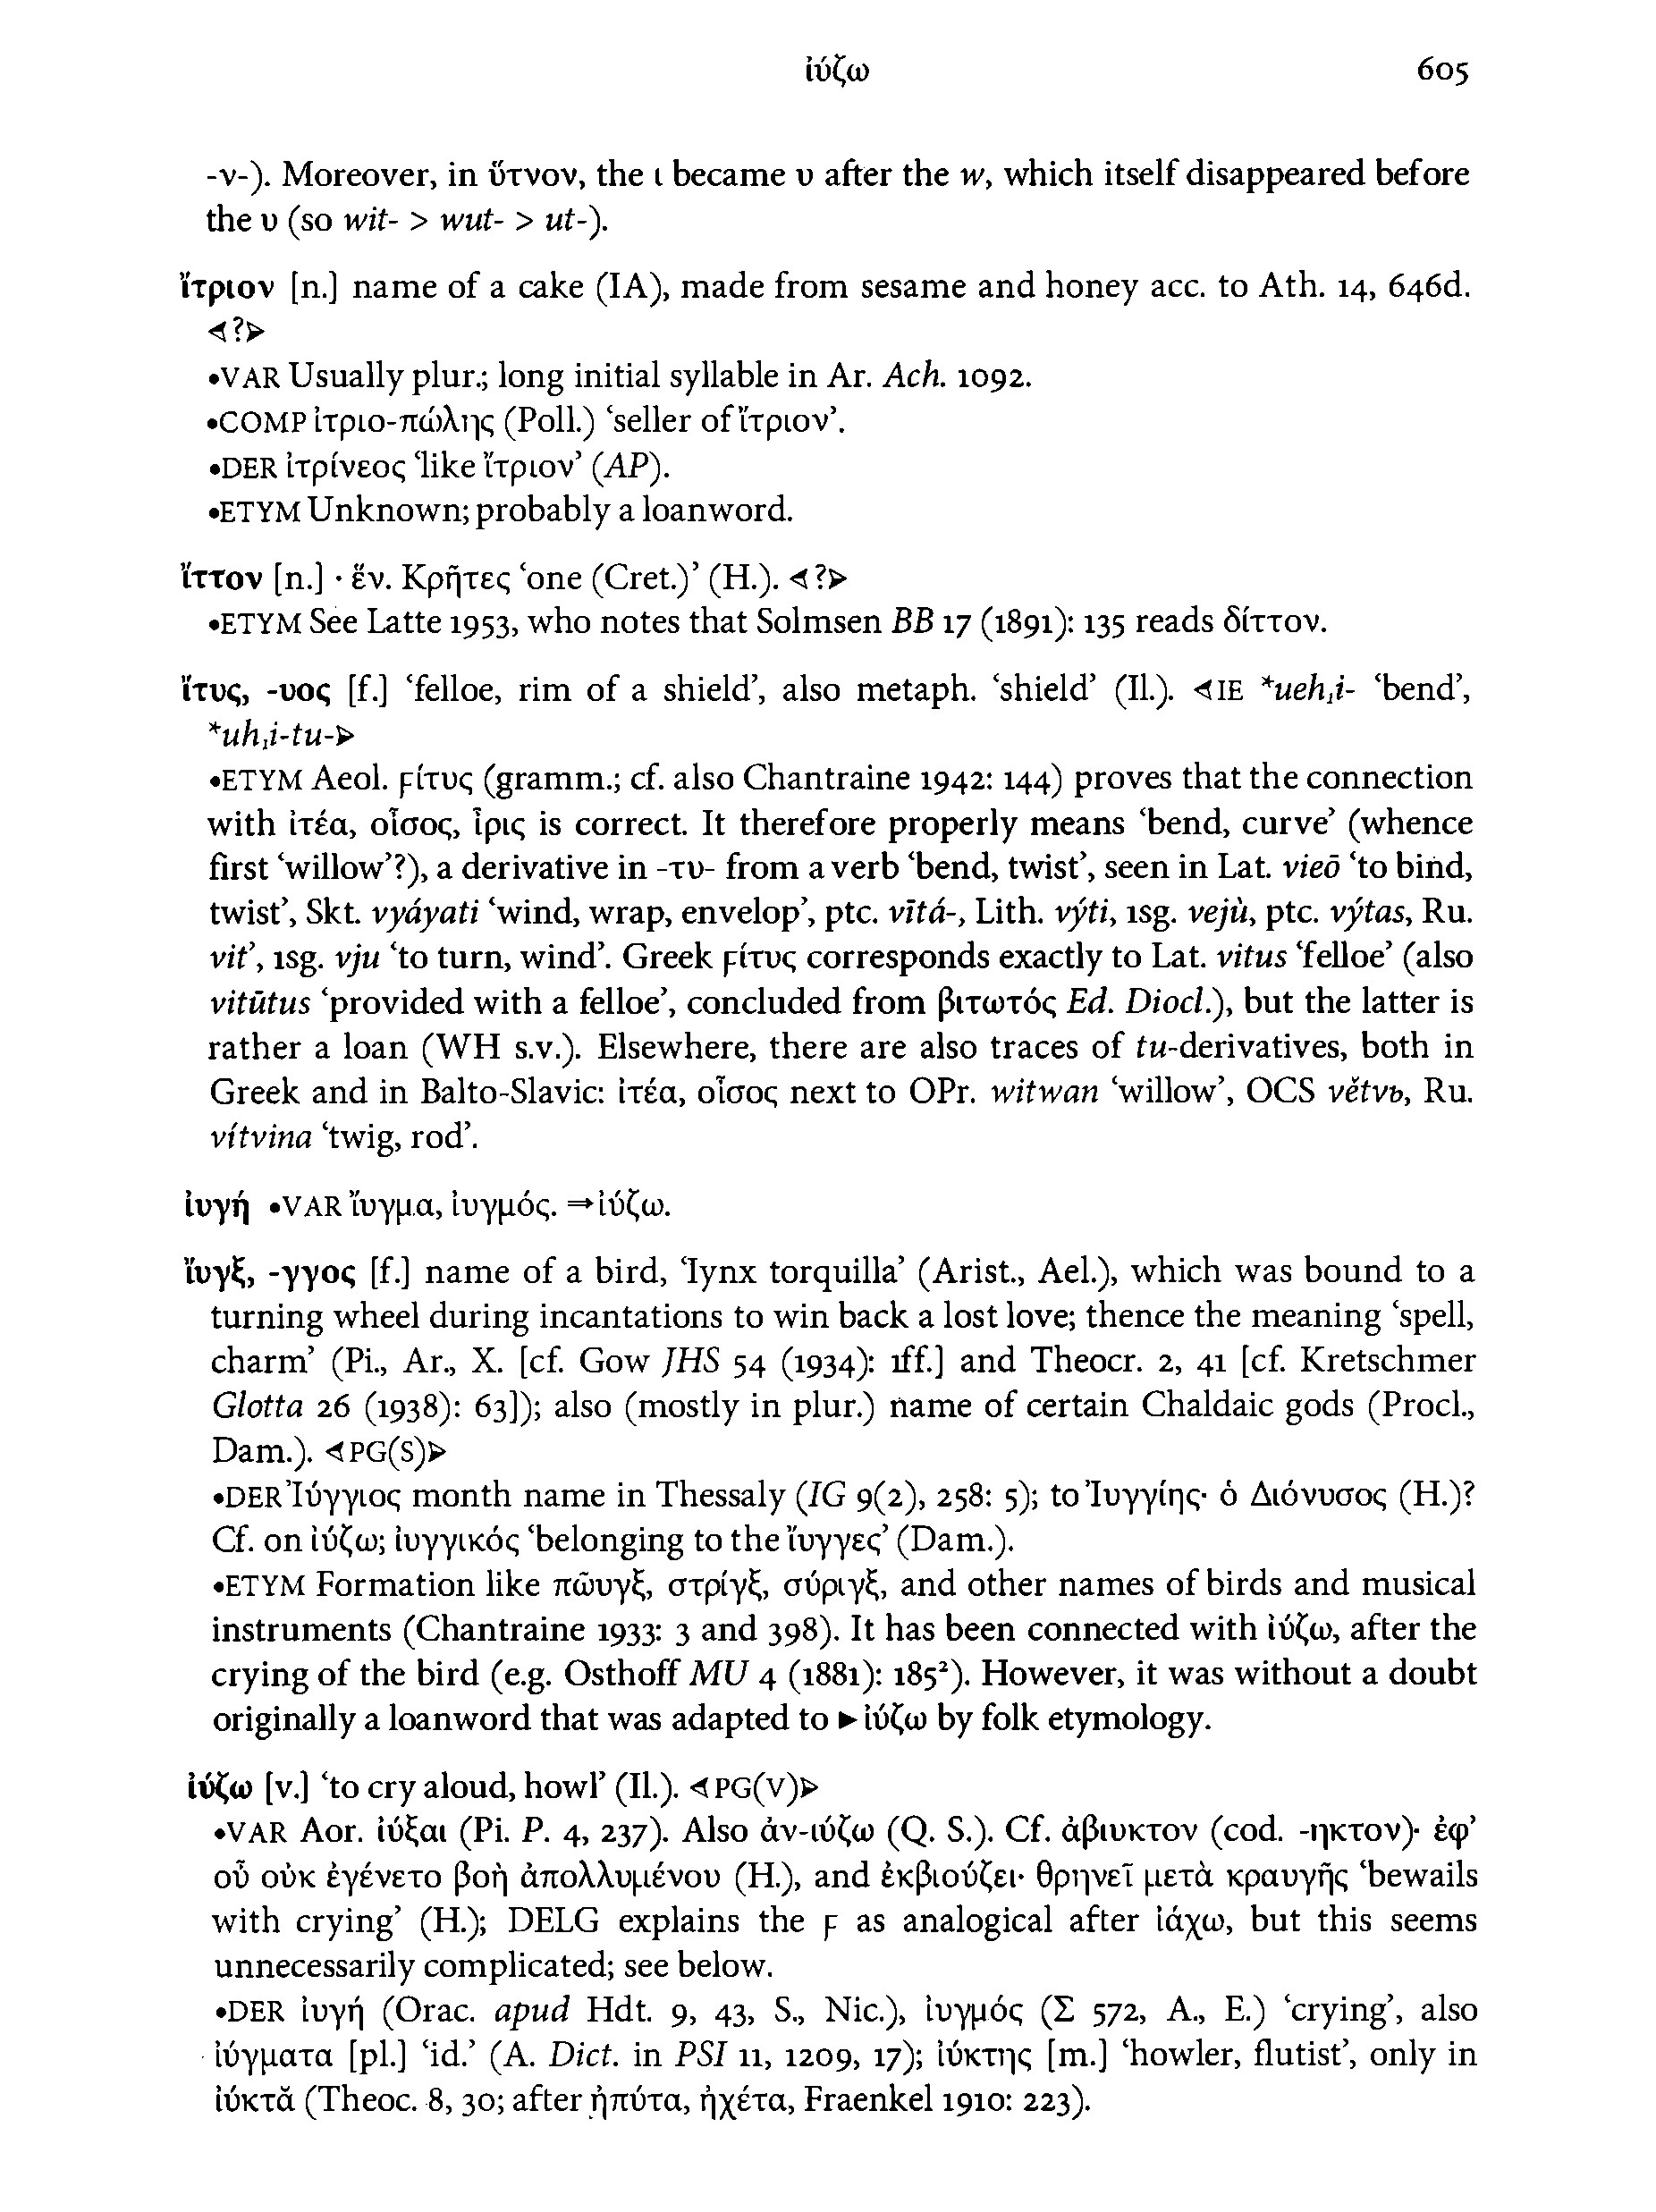 ἰύζω 605
-ν-). Moreover, in ὕτνον, the ι became υ after the w, which itself disappeared before
the υ (so wit- > wut- > ut-).
ἴτριον [n.] name of a cake (IA), made from sesame and honey acc. to Ath. 14, 646d.
◁?▷
•VAR Usually plur.; long initial syllable in Ar. Ach. 1092.
•COMP ἰτριο-πώλης (Poll.) ‘seller of ἴτριον’.
•DER ἰτρίνεος ‘like ἴτριον’ (AP).
•ETYM Unknown; probably a loanword.
ἴττον [n.] · ἕν. Κρῆτες ‘one (Cret.)’ (H.). ◁?▷
•ETYM See Latte 1953, who notes that Solmsen BB 17 (1891): 135 reads δίττον.
ἴτυς, -υος [f.] ‘felloe, rim of a shield’, also metaph. ‘shield’ (Il.). ◁IE *ueh₁i- ‘bend’,
*uh₁i-tu-▷
•ETYM Aeol. ϝίτυς (gramm.; cf. also Chantraine 1942: 144) proves that the connection
with ἰτέα, οἶσος, ἶρις is correct. It therefore properly means ‘bend, curve’ (whence
first ‘willow’?), a derivative in -τυ- from a verb ‘bend, twist’, seen in Lat. vieō ‘to bind,
twist’, Skt. vyáyati ‘wind, wrap, envelop’, ptc. vītá-, Lith. výti, 1sg. vejù, ptc. výtas, Ru.
vit’, 1sg. vju ‘to turn, wind’. Greek ϝίτυς corresponds exactly to Lat. vitus ‘felloe’ (also
vitūtus ‘provided with a felloe’, concluded from βιτωτός Ed. Diocl.), but the latter is
rather a loan (WH s.v.). Elsewhere, there are also traces of tu-derivatives, both in
Greek and in Balto-Slavic: ἰτέα, οἶσος next to OPr. witwan ‘willow’, OCS větvь, Ru.
vítvina ‘twig, rod’.
ἰυγή •VAR ἴυγμα, ἰυγμός. ⇒ἰύζω.
ἴυγξ, -γγος [f.] name of a bird, ‘Iynx torquilla’ (Arist., Ael.), which was bound to a
turning wheel during incantations to win back a lost love; thence the meaning ‘spell,
charm’ (Pi., Ar., X. [cf. Gow JHS 54 (1934): 1ff.] and Theocr. 2, 41 [cf. Kretschmer
Glotta 26 (1938): 63]); also (mostly in plur.) name of certain Chaldaic gods (Procl.,
Dam.). ◁PG(S)▷
•DER Ἰύγγιος month name in Thessaly (IG 9(2), 258: 5); to Ἰυγγίης· ὁ Διόνυσος (H.)?
Cf. on ἰύζω; ἰυγγικός ‘belonging to the ἴυγγες’ (Dam.).
•ETYM Formation like πῶυγξ, στρίγξ, σύριγξ, and other names of birds and musical
instruments (Chantraine 1933: 3 and 398). It has been connected with ἰύζω, after the
crying of the bird (e.g. Osthoff MU 4 (1881): 185²). However, it was without a doubt
originally a loanword that was adapted to ►ἰύζω by folk etymology.
ἰύζω [v.] ‘to cry aloud, howl’ (Il.). ◁PG(V)▷
•VAR Aor. ἰύξαι (Pi. P. 4, 237). Also ἀν-ιύζω (Q. S.). Cf. ἀβιυκτον (cod. -ηκτον)· ἐφ’
οὗ οὐκ ἐγένετο βοὴ ἀπολλυμένου (H.), and ἐκβιούζει· θρηνεῖ μετὰ κραυγῆς ‘bewails
with crying’ (H.); DELG explains the ϝ as analogical after ἰάχω, but this seems
unnecessarily complicated; see below.
•DER ἰυγή (Orac. apud Hdt. 9, 43, S., Nic.), ἰυγμός (Σ 572, A., E.) ‘crying’, also
ἰύγματα [pl.] ‘id.’ (A. Dict. in PSI 11, 1209, 17); ἰύκτης [m.] ‘howler, flutist’, only in
ἰύκτᾰ (Theoc. 8, 30; after ἠπύτα, ἠχέτα, Fraenkel 1910: 223).